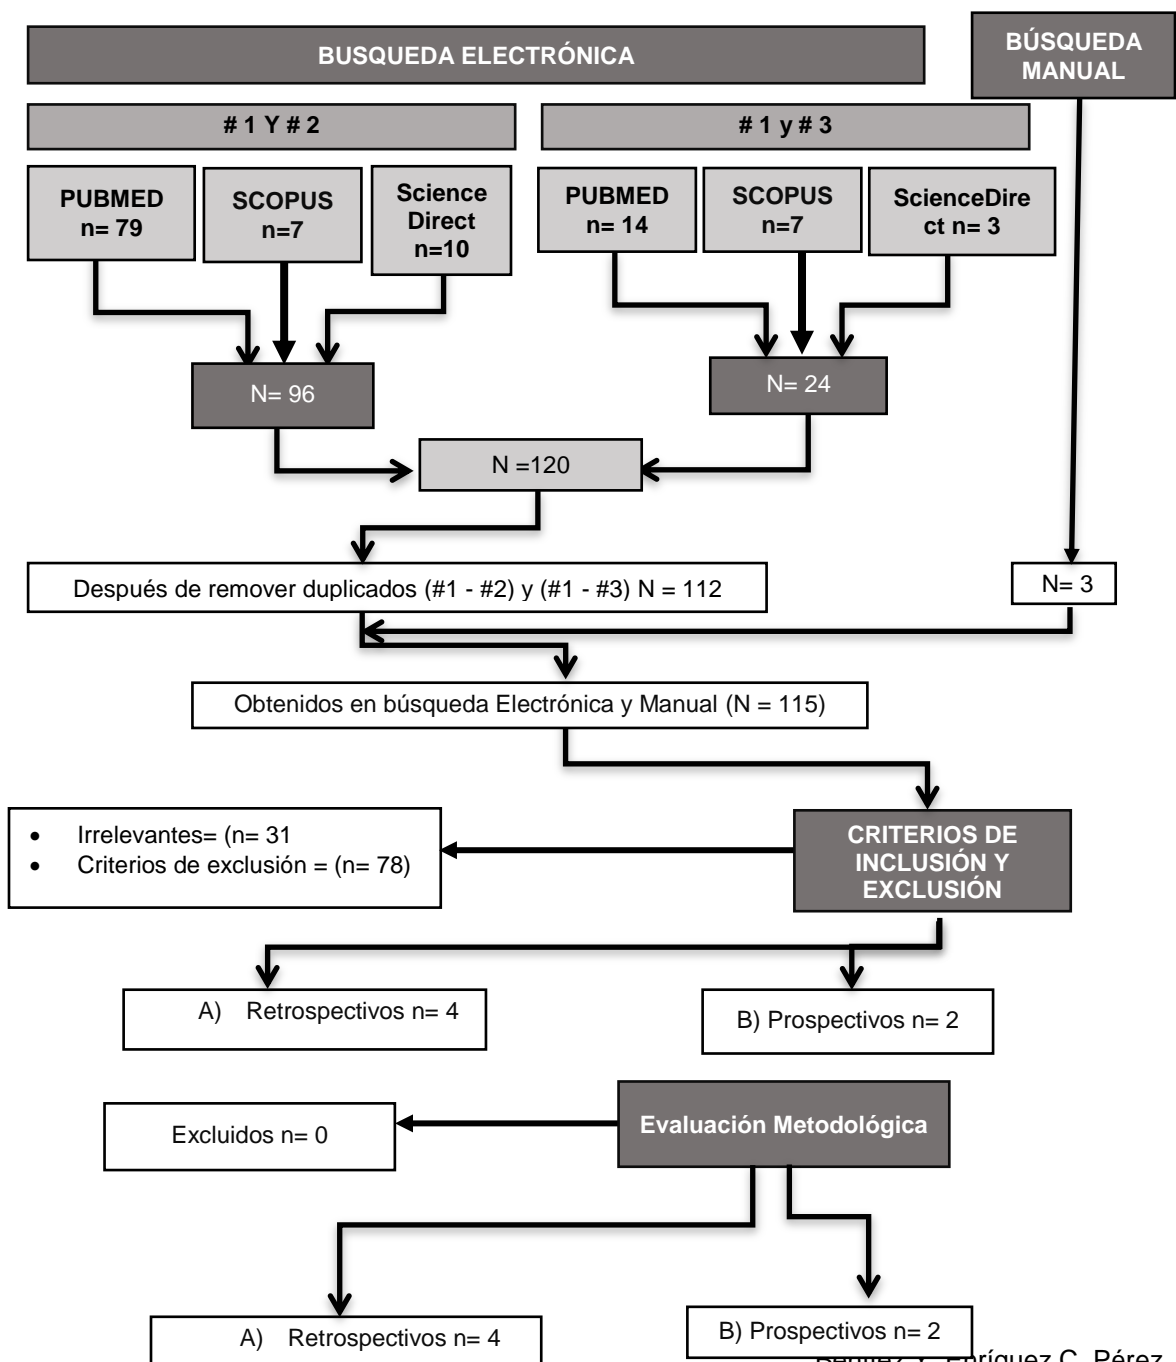 BUSQUEDA ELECTRÓNICA
BÚSQUEDA
MANUAL
# 1 Y # 2
# 1 y # 3
PUBMED
n= 79
SCOPUS
n=7
Science
Direct
n=10
PUBMED
n= 14
SCOPUS
n=7
ScienceDire
ct n= 3
N= 96
N= 24
N =120
Después de remover duplicados (#1 - #2) y (#1 - #3) N = 112
N= 3
Obtenidos en búsqueda Electrónica y Manual (N = 115)
• Irrelevantes= (n= 31
• Criterios de exclusión = (n= 78)
CRITERIOS DE
INCLUSIÓN Y
EXCLUSIÓN
A) Retrospectivos n= 4
B) Prospectivos n= 2
Excluidos n= 0
Evaluación Metodológica
A) Retrospectivos n= 4
B) Prospectivos n= 2
Benítez Y, Enríquez C, Pérez